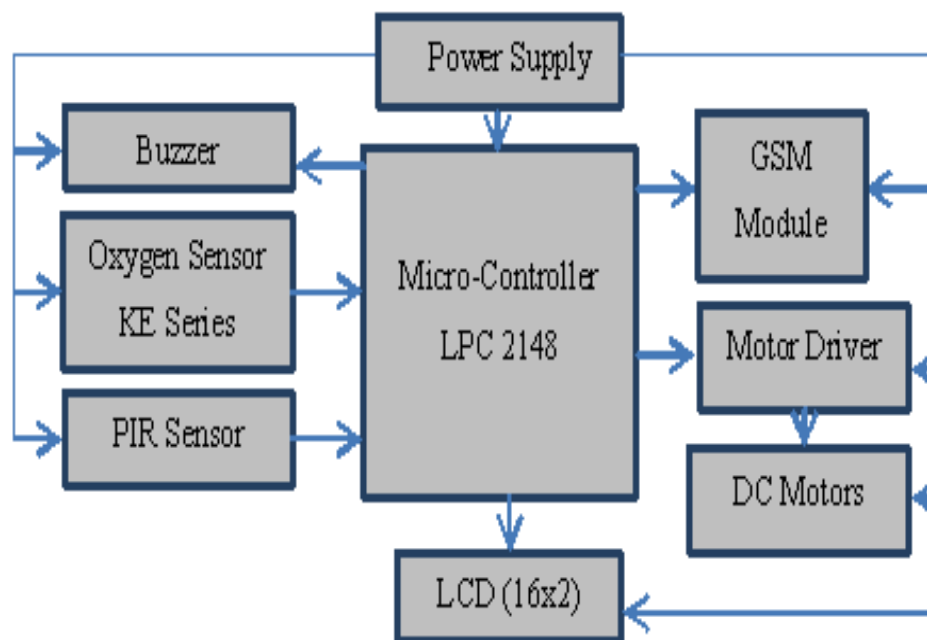 Power Supply
Buzzer
GSM
Module
Oxygen Sensor
KE Series
Micro-Controller
LPC 2148
Motor Driver
PIR Sensor
DC Motors
LCD (16x2)